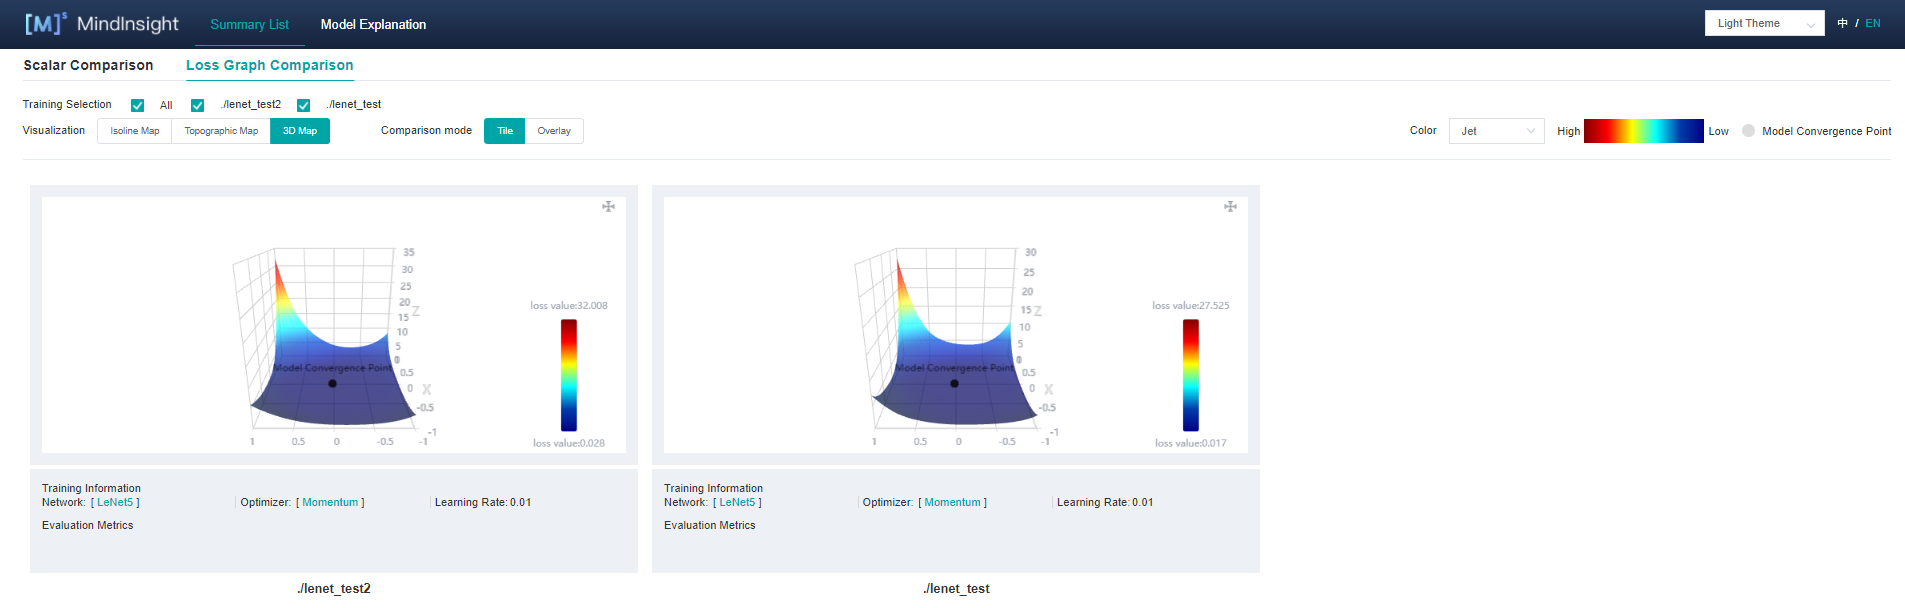 [M]s MindInsight Summary List Model Explanation Light Theme 中 / EN
Scalar Comparison Loss Graph Comparison
Training Selection All ./lenet_test2 ./lenet_test
Visualization Isoline Map Topographic Map 3D Map Comparison mode Tile Overlay Color Jet High Low Model Convergence Point
35
30
25
20
Z
15
10
5
0
0.5
0
X
-0.5
-1
1 0.5 0 -0.5 -1
Model Convergence Point
loss value:32.008
loss value:0.028
30
25
20
15
Z
10
5
0
0.5
0
X
-0.5
-1
1 0.5 0 -0.5 -1
Model Convergence Point
loss value:27.525
loss value:0.017
Training Information
Network: [ LeNet5 ] Optimizer: [ Momentum ] Learning Rate: 0.01
Evaluation Metrics
./lenet_test2
Training Information
Network: [ LeNet5 ] Optimizer: [ Momentum ] Learning Rate: 0.01
Evaluation Metrics
./lenet_test